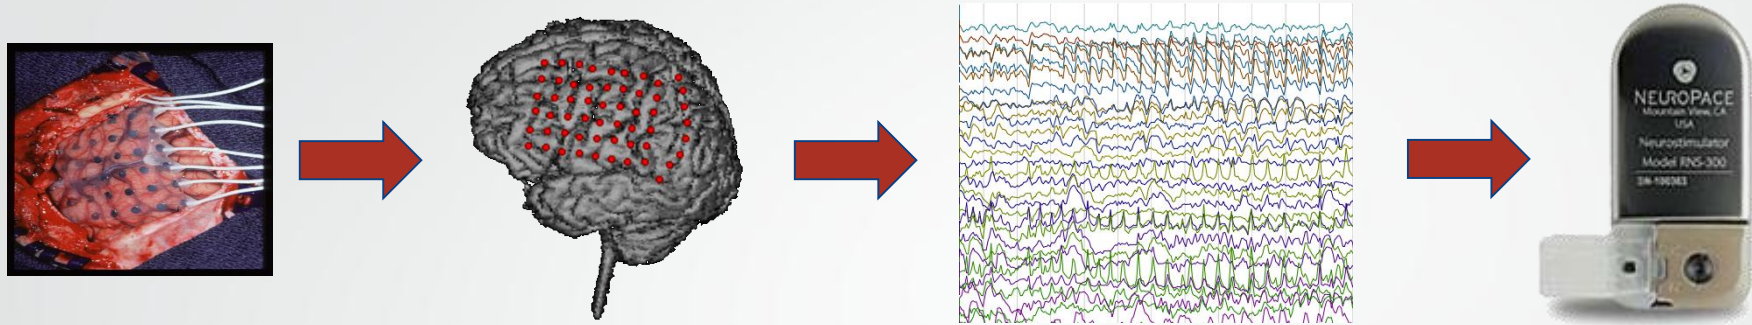 NEUROPACE
Mountain View, CA
USA
Neurostimulator
Model RNS-300